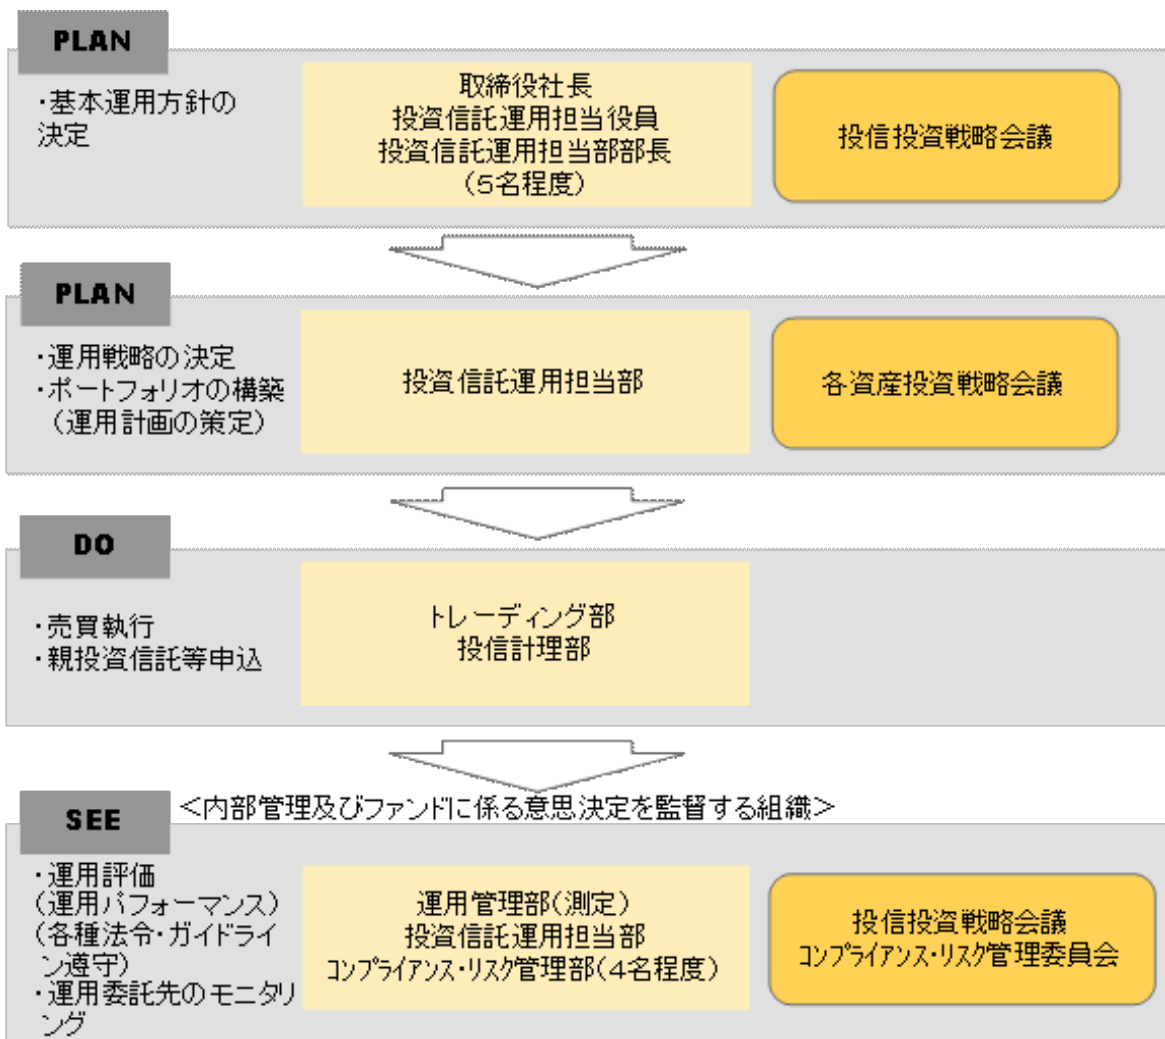 PLAN
・基本運用方針の
決定
取締役社長
投資信託運用担当役員
投資信託運用担当部部長
(5名程度)
投信投資戦略会議
PLAN
・運用戦略の決定
・ポートフォリオの構築
(運用計画の策定)
投資信託運用担当部
各資産投資戦略会議
DO
・売買執行
・親投資信託等申込
トレーディング部
投信計理部
SEE
<内部管理及びファンドに係る意思決定を監督する組織>
・運用評価
(運用パフォーマンス)
(各種法令・ガイドライ
ン遵守)
・運用委託先のモニタリ
ング
運用管理部(測定)
投資信託運用担当部
コンプライアンス・リスク管理部(4名程度)
投信投資戦略会議
コンプライアンス・リスク管理委員会